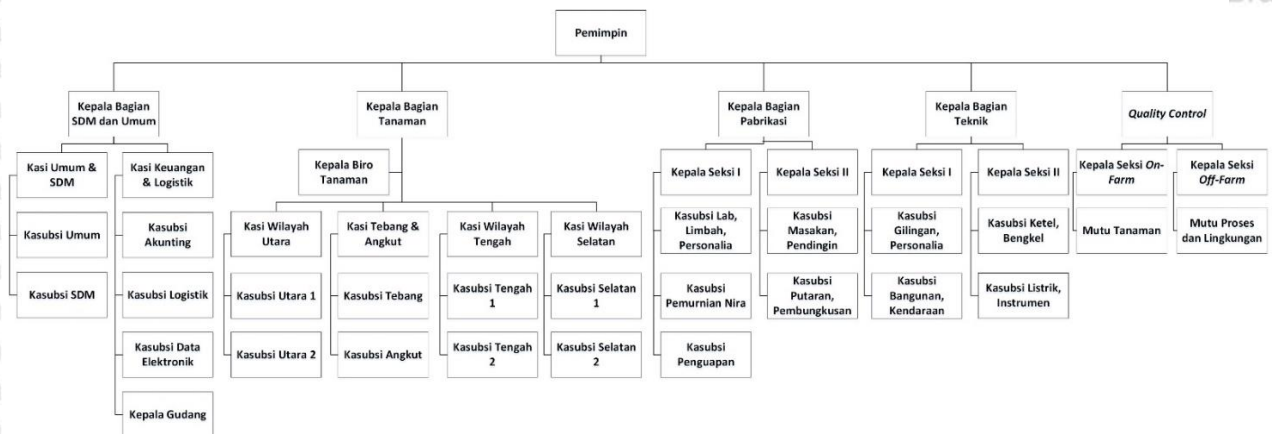 Pemimpin
Kepala Bagian
SDM dan Umum
Kepala Bagian
Tanaman
Kepala Bagian
Pabrikasi
Kepala Bagian
Teknik
Quality Control
Kasi Umum &
SDM
Kasi Keuangan
& Logistik
Kepala Biro
Tanaman
Kepala Seksi I
Kepala Seksi II
Kepala Seksi I
Kepala Seksi II
Kepala Seksi On-
Farm
Kepala Seksi
Off-Farm
Kasubsi Umum
Kasubsi
Akunting
Kasi Wilayah
Utara
Kasi Tebang &
Angkut
Kasi Wilayah
Tengah
Kasi Wilayah
Selatan
Kasubsi Lab,
Limbah,
Personalia
Kasubsi
Masakan,
Pendingin
Kasubsi
Gilingan,
Personalia
Kasubsi Ketel,
Bengkel
Mutu Tanaman
Mutu Proses
dan Lingkungan
Kasubsi SDM
Kasubsi Logistik
Kasubsi Utara 1
Kasubsi Tebang
Kasubsi Tengah
1
Kasubsi Selatan
1
Kasubsi
Pemurnian Nira
Kasubsi
Putaran,
Pembungkusan
Kasubsi
Bangunan,
Kendaraan
Kasubsi Listrik,
Instrumen
Kasubsi Data
Elektronik
Kasubsi Utara 2
Kasubsi Angkut
Kasubsi Tengah
2
Kasubsi Selatan
2
Kasubsi
Penguapan
Kepala Gudang